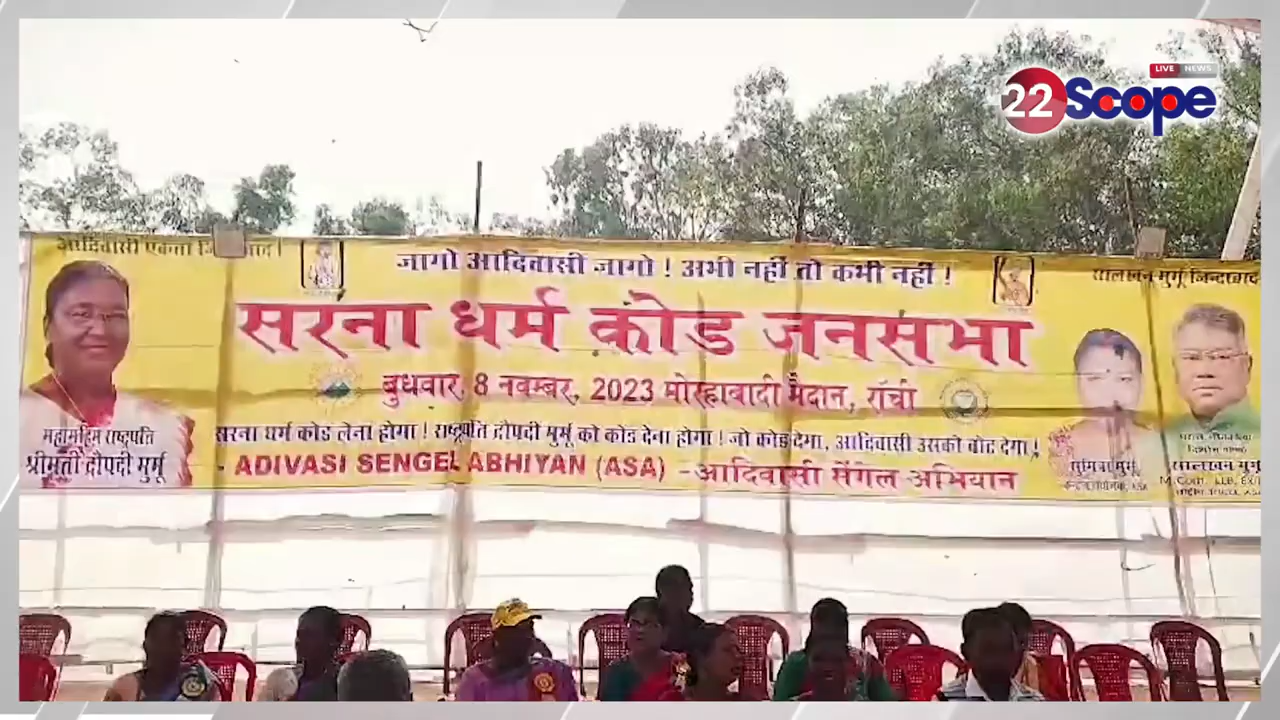 LIVE NEWS
22Scope
आदिवासी एकता
जागो आदिवासी जागो ! अभी नहीं तो कभी नहीं !
सालखन मुर्मू जिन्दाबाद
सरना धर्म कोड जनसभा
बुधवार, 8 नवम्बर, 2023 मोरहाबादी मैदान, राँची
सरना धर्म कोड लेना होगा ! राष्ट्रपति द्रौपदी मुर्मू को कोड देना होगा ! जो कोड देगा, आदिवासी उसको वोट देगा !
- ADIVASI SENGEL ABHIYAN (ASA) - आदिवासी सेंगेल अभियान
महामहिम राष्ट्रपति
श्रीमती द्रौपदी मुर्मू
सुमित्रा मुर्मू
सालखन मुर्मू